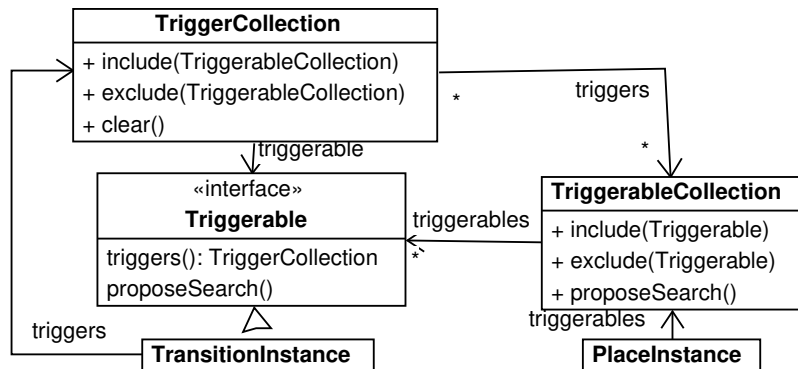 TriggerCollection
+ include(TriggerableCollection)
+ exclude(TriggerableCollection)
+ clear()
triggers
*
*
triggerable
«interface»
Triggerable
triggers(): TriggerCollection
proposeSearch()
triggerables
*
TriggerableCollection
+ include(Triggerable)
+ exclude(Triggerable)
+ proposeSearch()
triggerables
triggers
TransitionInstance
PlaceInstance